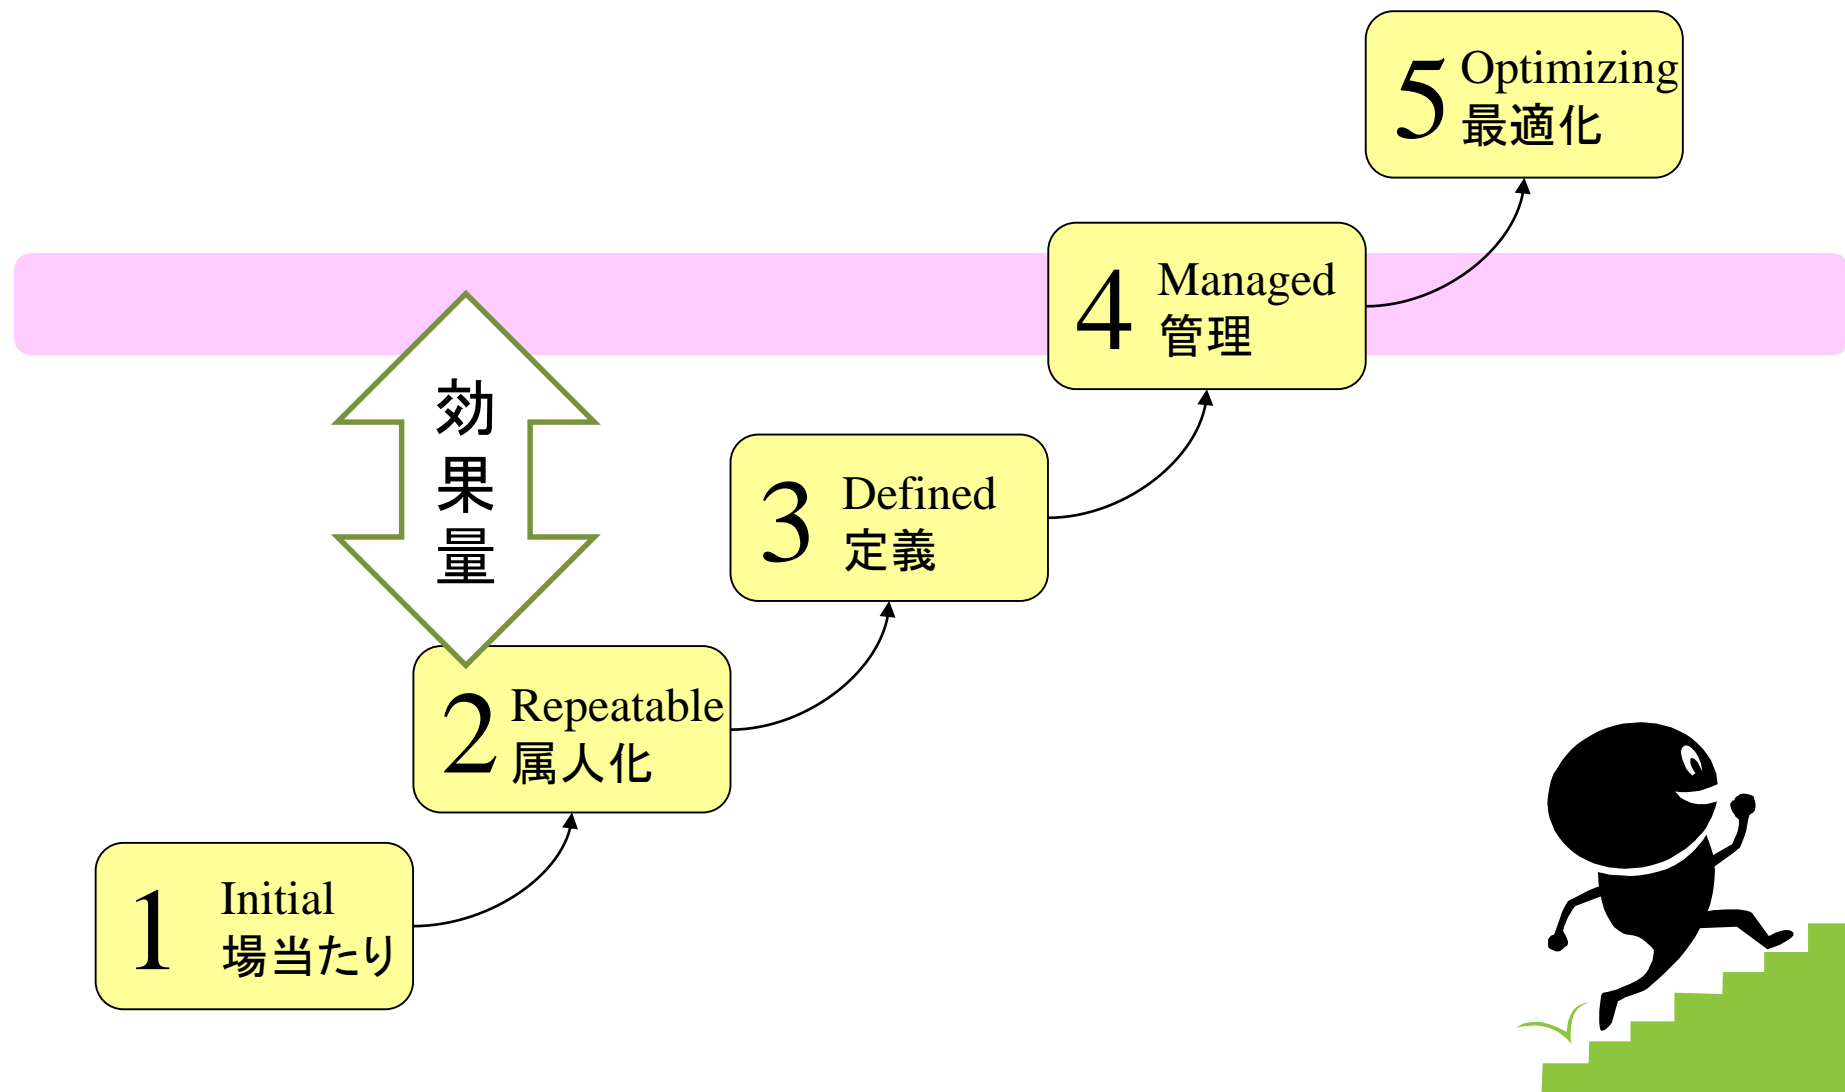 5 Optimizing
最適化
4 Managed
管理
効
果
量
3 Defined
定義
2 Repeatable
属人化
1 Initial
場当たり